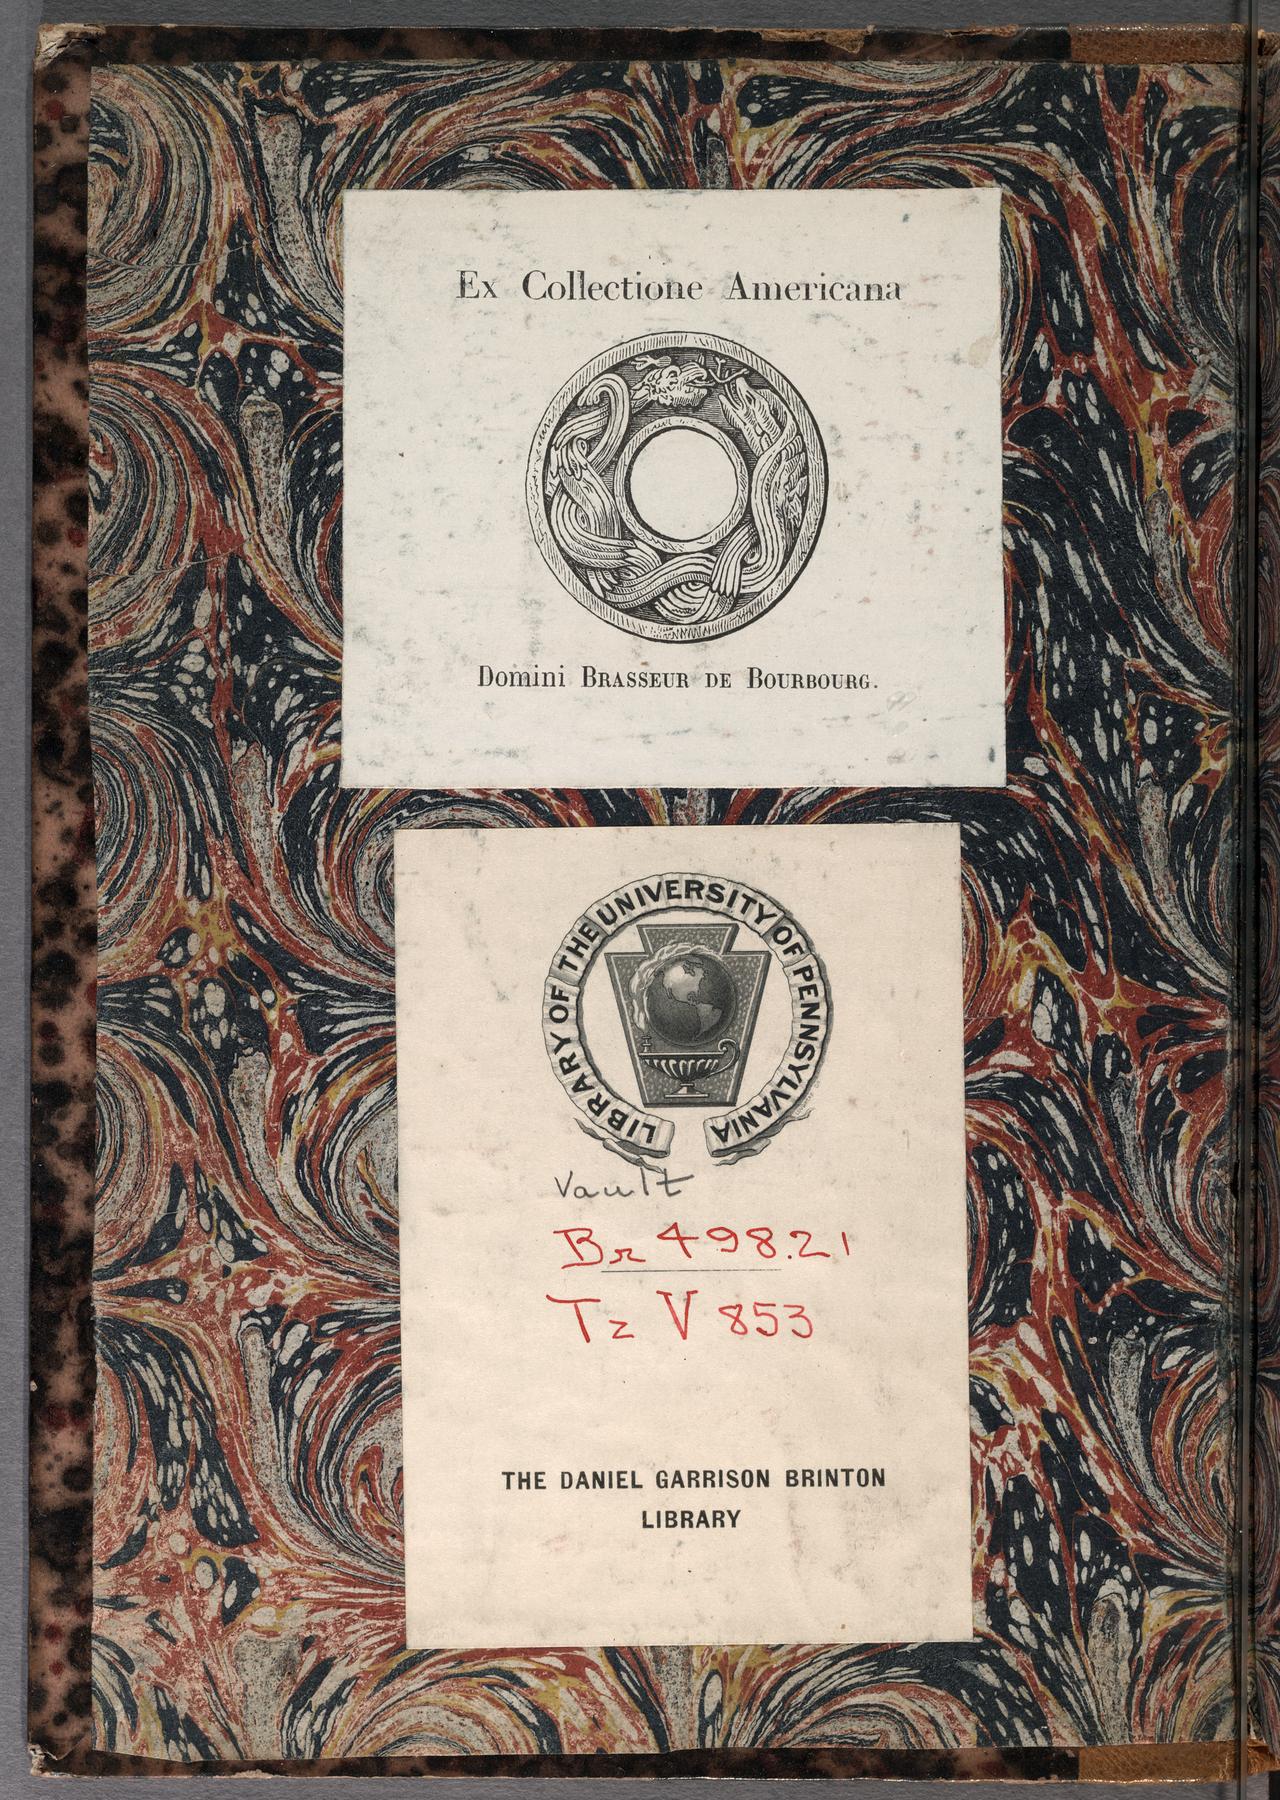 Ex Collectione Americana
Domini BRASSEUR DE BOURBOURG.
LIBRARY OF THE UNIVERSITY OF PENNSYLVANIA
Vault
Br 498.21
Tz V 853
THE DANIEL GARRISON BRINTON
LIBRARY